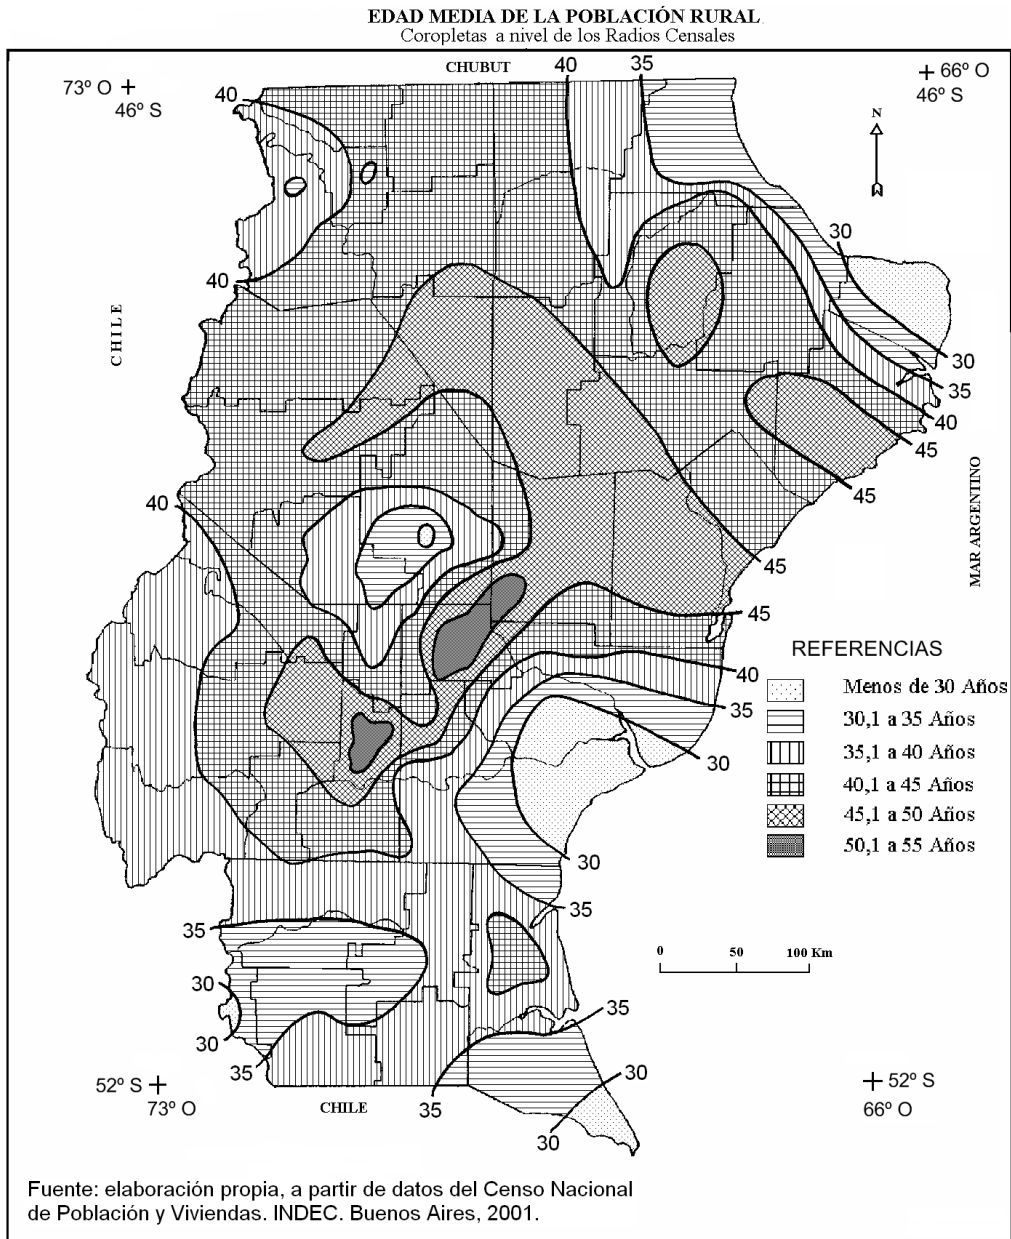 EDAD MEDIA DE LA POBLACIÓN RURAL
Coropletas a nivel de los Radios Censales
CHUBUT
40
35
73º O
46º S
66º O
46º S
N
40
30
40
CHILE
30
35
40
45
45
MAR ARGENTINO
40
45
45
REFERENCIAS
40
Menos de 30 Años
35
30,1 a 35 Años
35,1 a 40 Años
30
40,1 a 45 Años
45,1 a 50 Años
50,1 a 55 Años
30
35
35
0 50 100 Km
30
35
30
35
30
52º S
73º O
52º S
66º O
CHILE
35
30
Fuente: elaboración propia, a partir de datos del Censo Nacional
de Población y Viviendas. INDEC. Buenos Aires, 2001.